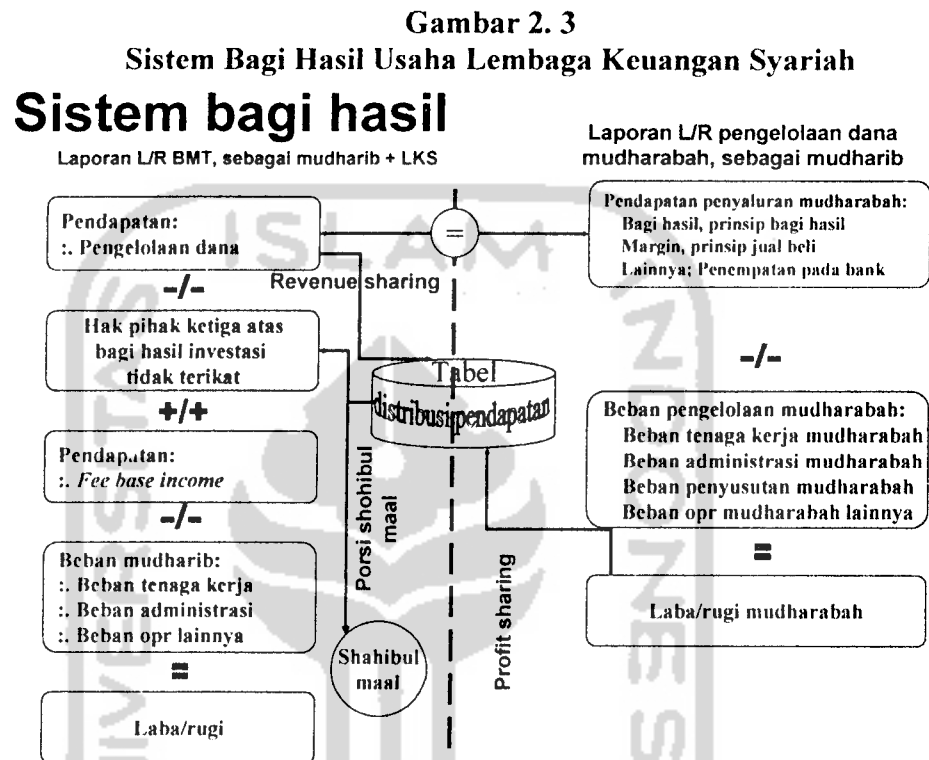 Gambar 2. 3
Sistem Bagi Hasil Usaha Lembaga Keuangan Syariah
Sistem bagi hasil
Laporan L/R BMT, sebagai mudharib + LKS
Laporan L/R pengelolaan dana
mudharabah, sebagai mudharib
Pendapatan:
:. Pengelolaan dana
=
Pendapatan penyaluran mudharabah:
Bagi hasil, prinsip bagi hasil
Margin, prinsip jual beli
Lainnya; Penempatan pada bank
-/-
Revenue sharing
Hak pihak ketiga atas
bagi hasil investasi
tidak terikat
-/-
Tabel
distribusi pendapatan
+/+
Pendapatan:
:. Fee base income
-/-
Beban pengelolaan mudharabah:
Beban tenaga kerja mudharabah
Beban administrasi mudharabah
Beban penyusutan mudharabah
Beban opr mudharabah lainnya
Porsi shohibul
maal
Beban mudharib:
:. Beban tenaga kerja
:. Beban administrasi
:. Beban opr lainnya
=
Profit sharing
Laba/rugi mudharabah
Shahibul
maal
=
Laba/rugi
UNIVERSITAS
ISLAM
INDONESIA